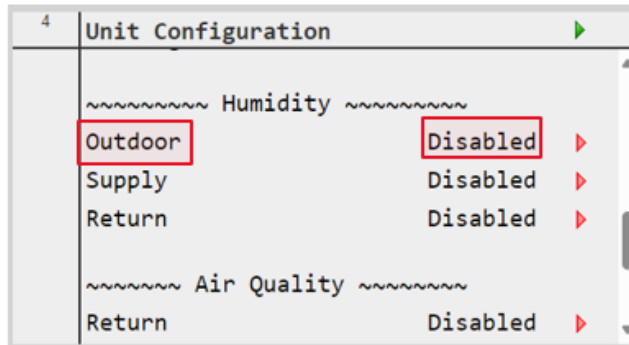 4 Unit Configuration
~~~~~~~~~ Humidity ~~~~~~~~~
Outdoor Disabled
Supply Disabled
Return Disabled
~~~~~~~ Air Quality ~~~~~~~~
Return Disabled